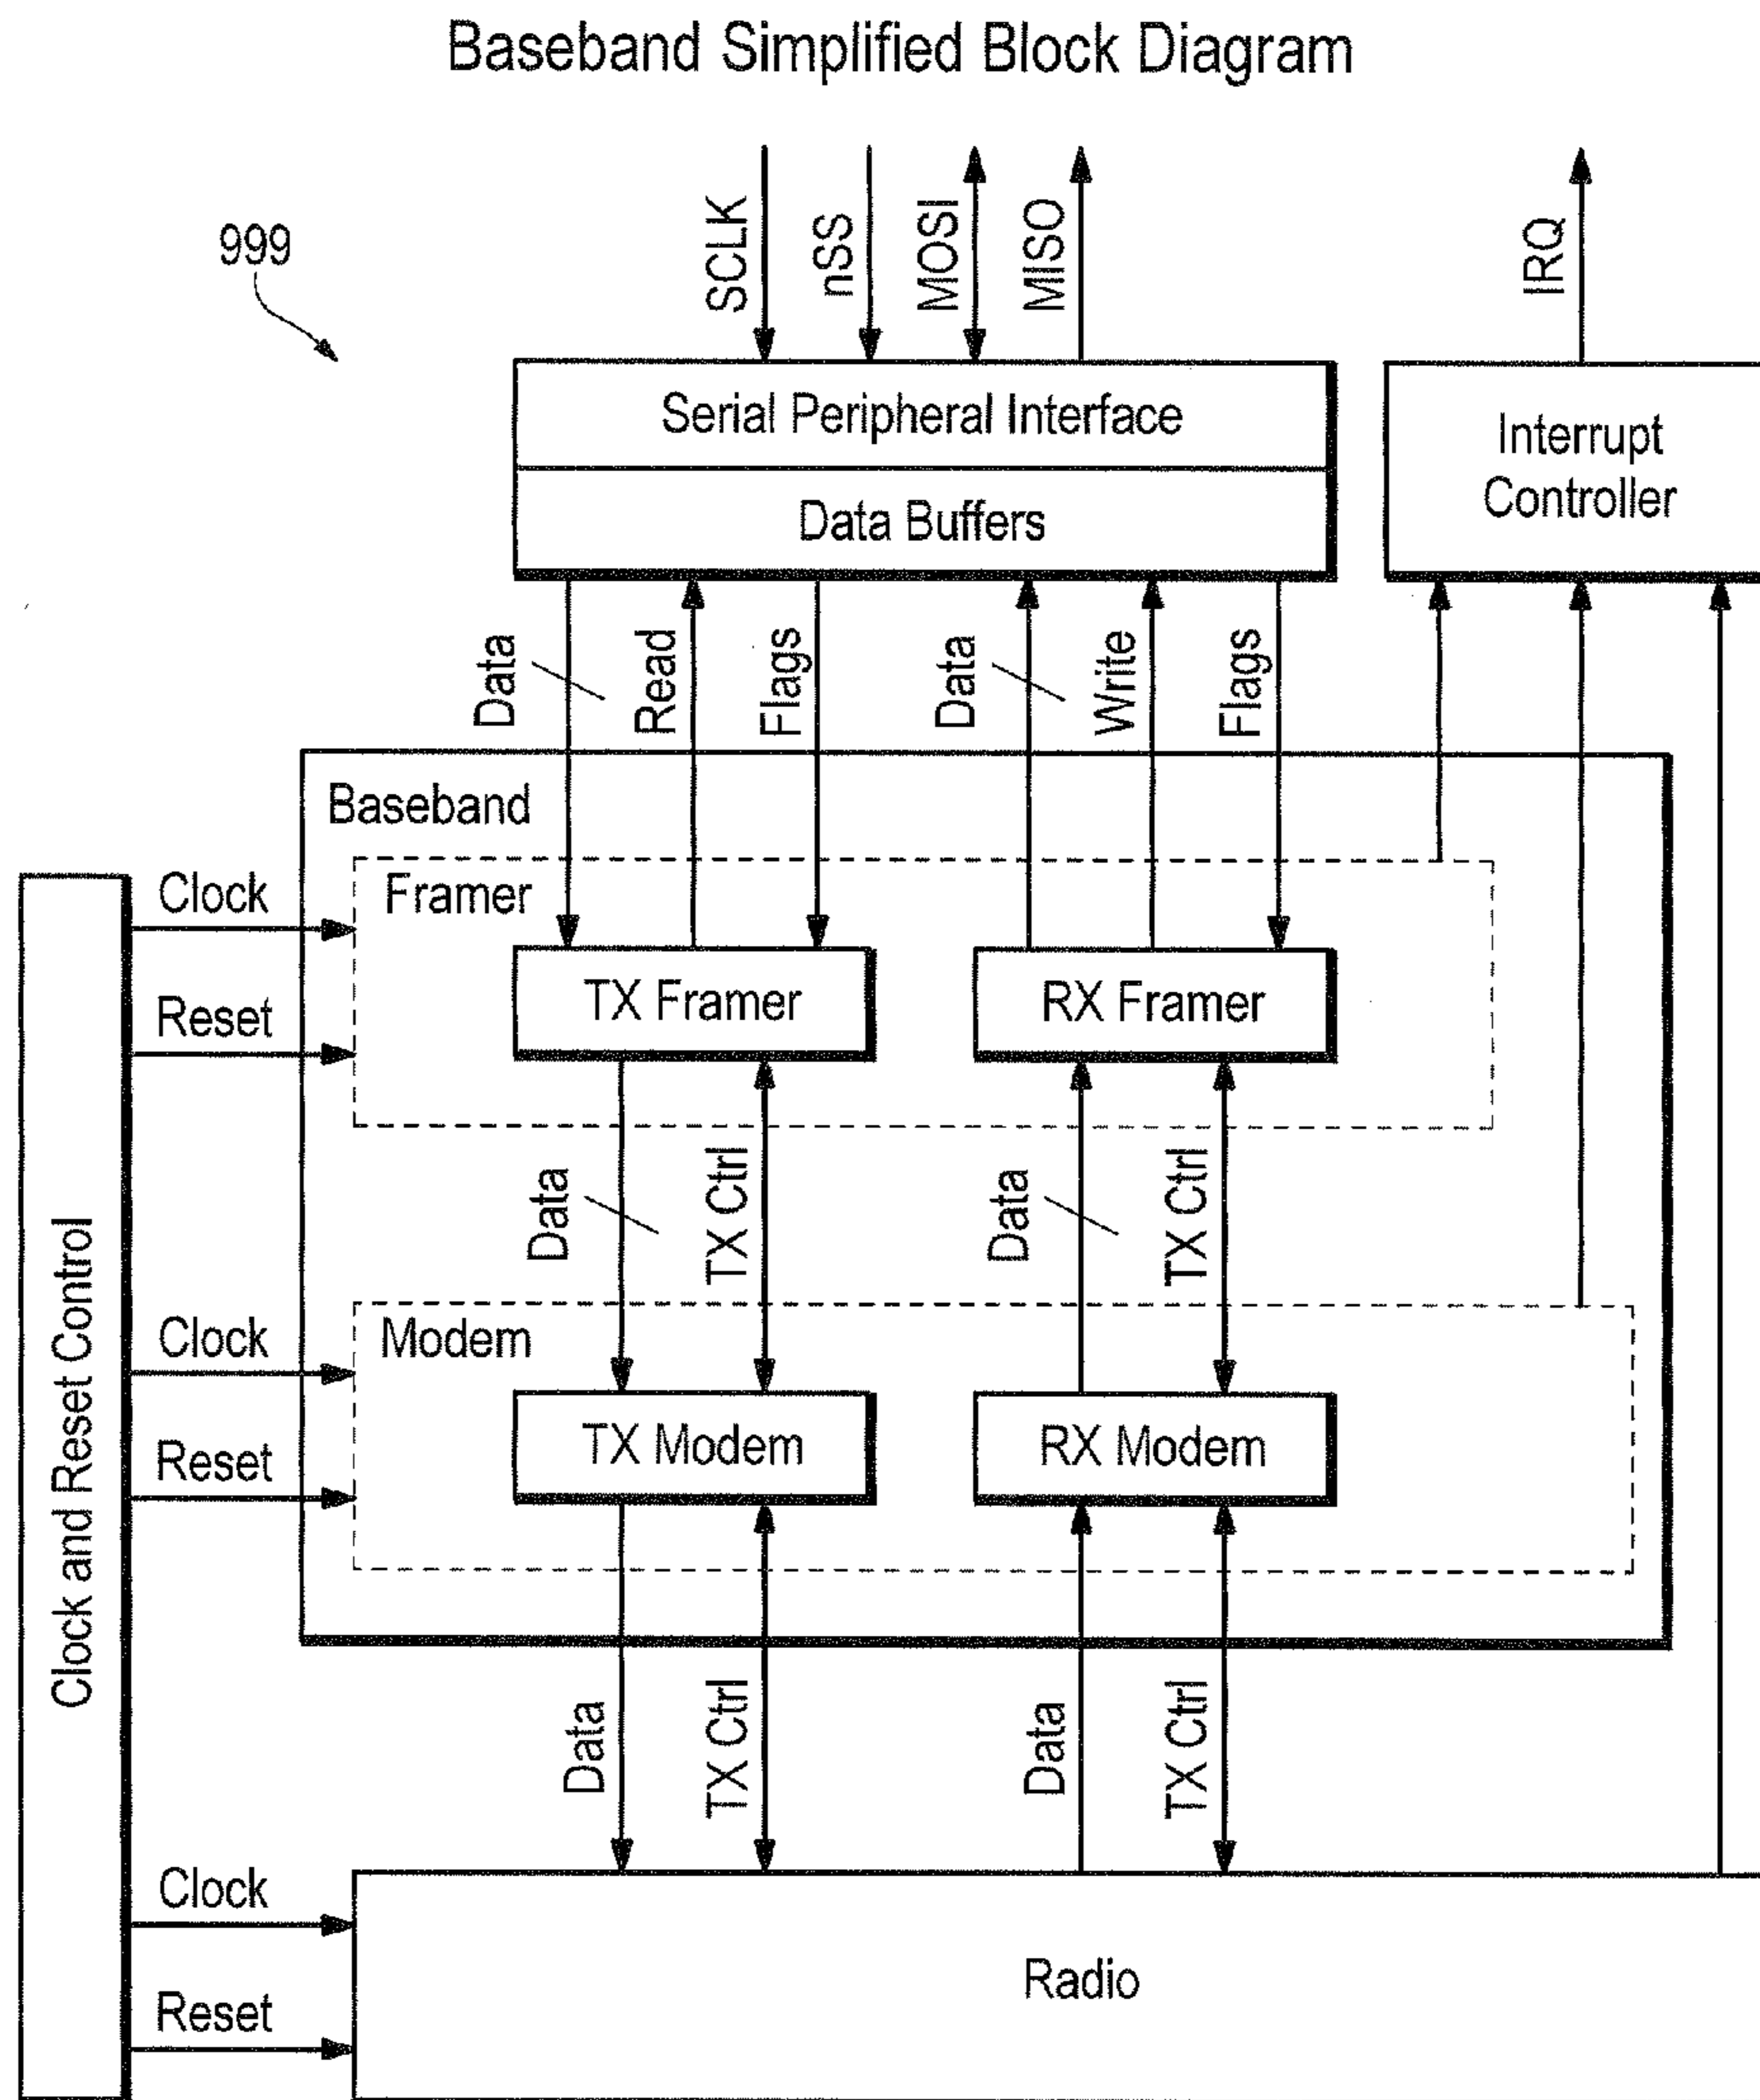 Baseband Simplified Block Diagram
999
SCLK
nSS
MOSI
MISO
IRQ
Serial Peripheral Interface
Data Buffers
Interrupt
Controller
Data
Read
Flags
Data
Write
Flags
Baseband
Clock
Framer
Reset
TX Framer
RX Framer
Data
TX Ctrl
Data
TX Ctrl
Clock and Reset Control
Clock
Modem
Reset
TX Modem
RX Modem
Data
TX Ctrl
Data
TX Ctrl
Clock
Reset
Radio